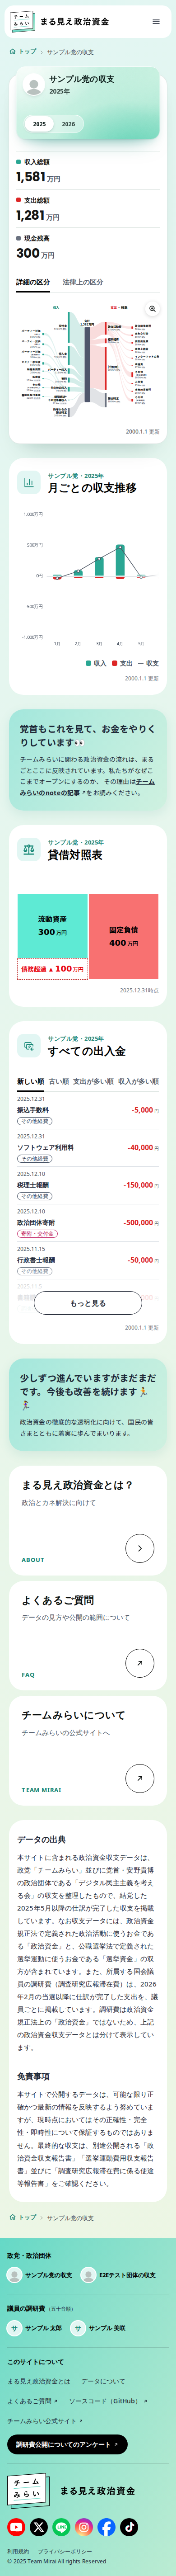 チーム
みらい
まる見え政治資金
トップ > サンプル党の収支
サンプル党の収支
2025年
2025 2026
収入総額
1,581万円
支出総額
1,281万円
現金残高
300万円
詳細の区分 法律上の区分
収入
支出・残高
2000.1.1 更新
サンプル党・2025年
月ごとの収支推移
1,000万円
500万円
0円
-500万円
-1,000万円
1月 2月 3月 4月 5月
収入 支出 収支
2000.1.1 更新
党首もこれを見て、お金をやりく
りしています👀
チームみらいに関わる政治資金の流れは、まる
ごとここに反映されています。私たちがなぜこ
こまでオープンにするのか、その理由はチーム
みらいのnoteの記事↗をお読みください。
サンプル党・2025年
貸借対照表
流動資産
300万円
固定負債
400万円
債務超過 ▲ 100万円
2025.12.31時点
サンプル党・2025年
すべての出入金
新しい順 古い順 支出が多い順 収入が多い順
2025.12.31
振込手数料
-5,000円
その他経費
2025.12.31
ソフトウェア利用料
-40,000円
その他経費
2025.12.10
税理士報酬
-150,000円
その他経費
2025.12.10
政治団体寄附
-500,000円
寄附・交付金
2025.11.15
行政書士報酬
-50,000円
その他経費
もっと見る
2000.1.1 更新
少しずつ進んでいますがまだまだ
です。今後も改善を続けます🏃
🏃‍♀️
政治資金の徹底的な透明化に向けて、国民の皆
さまとともに着実に歩んでまいります。
まる見え政治資金とは？
政治とカネ解決に向けて
ABOUT
よくあるご質問
データの見方や公開の範囲について
FAQ
チームみらいについて
チームみらいの公式サイトへ
TEAM MIRAI
データの出典
本サイトに含まれる政治資金収支データは、
政党「チームみらい」並びに党首・安野貴博
の政治団体である「デジタル民主主義を考え
る会」の収支を整理したもので、結党した
2025年5月以降の仕訳が完了した収支を掲載
しています。なお収支データには、政治資金
規正法で定義された政治活動に使うお金であ
る「政治資金」と、公職選挙法で定義された
選挙運動に使うお金である「選挙資金」の双
方が含まれています。また、所属する国会議
員の調研費（調査研究広報滞在費）は、2026
年2月の当選以降に仕訳が完了した支出を、議
員ごとに掲載しています。調研費は政治資金
規正法上の「政治資金」ではないため、上記
の政治資金収支データとは分けて表示してい
ます。
免責事項
本サイトで公開するデータは、可能な限り正
確かつ最新の情報を反映するよう努めていま
すが、現時点においてはその正確性・完全
性・即時性について保証するものではありま
せん。最終的な収支は、別途公開される「政
治資金収支報告書」「選挙運動費用収支報告
書」並びに「調査研究広報滞在費に係る使途
等報告書」をご確認ください。
トップ > サンプル党の収支
政党・政治団体
サンプル党の収支 E2Eテスト団体の収支
議員の調研費（五十音順）
サ サンプル 太郎 サ サンプル 美咲
このサイトについて
まる見え政治資金とは データについて
よくあるご質問↗ ソースコード（GitHub）↗
チームみらい公式サイト↗
調研費公開についてのアンケート↗
チーム
みらい
まる見え政治資金
利用規約 プライバシーポリシー
© 2025 Team Mirai All rights Reserved